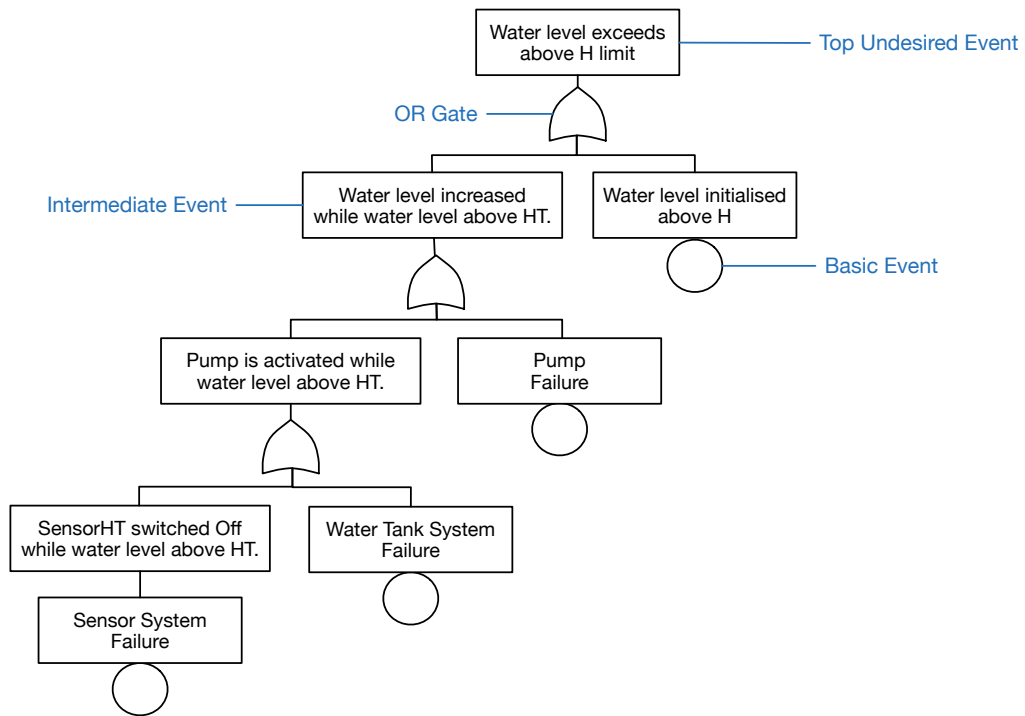 Water level exceeds
above H limit
Top Undesired Event
OR Gate
Intermediate Event
Water level increased
while water level above HT.
Water level initialised
above H
Basic Event
Pump is activated while
water level above HT.
Pump
Failure
SensorHT switched Off
while water level above HT.
Water Tank System
Failure
Sensor System
Failure